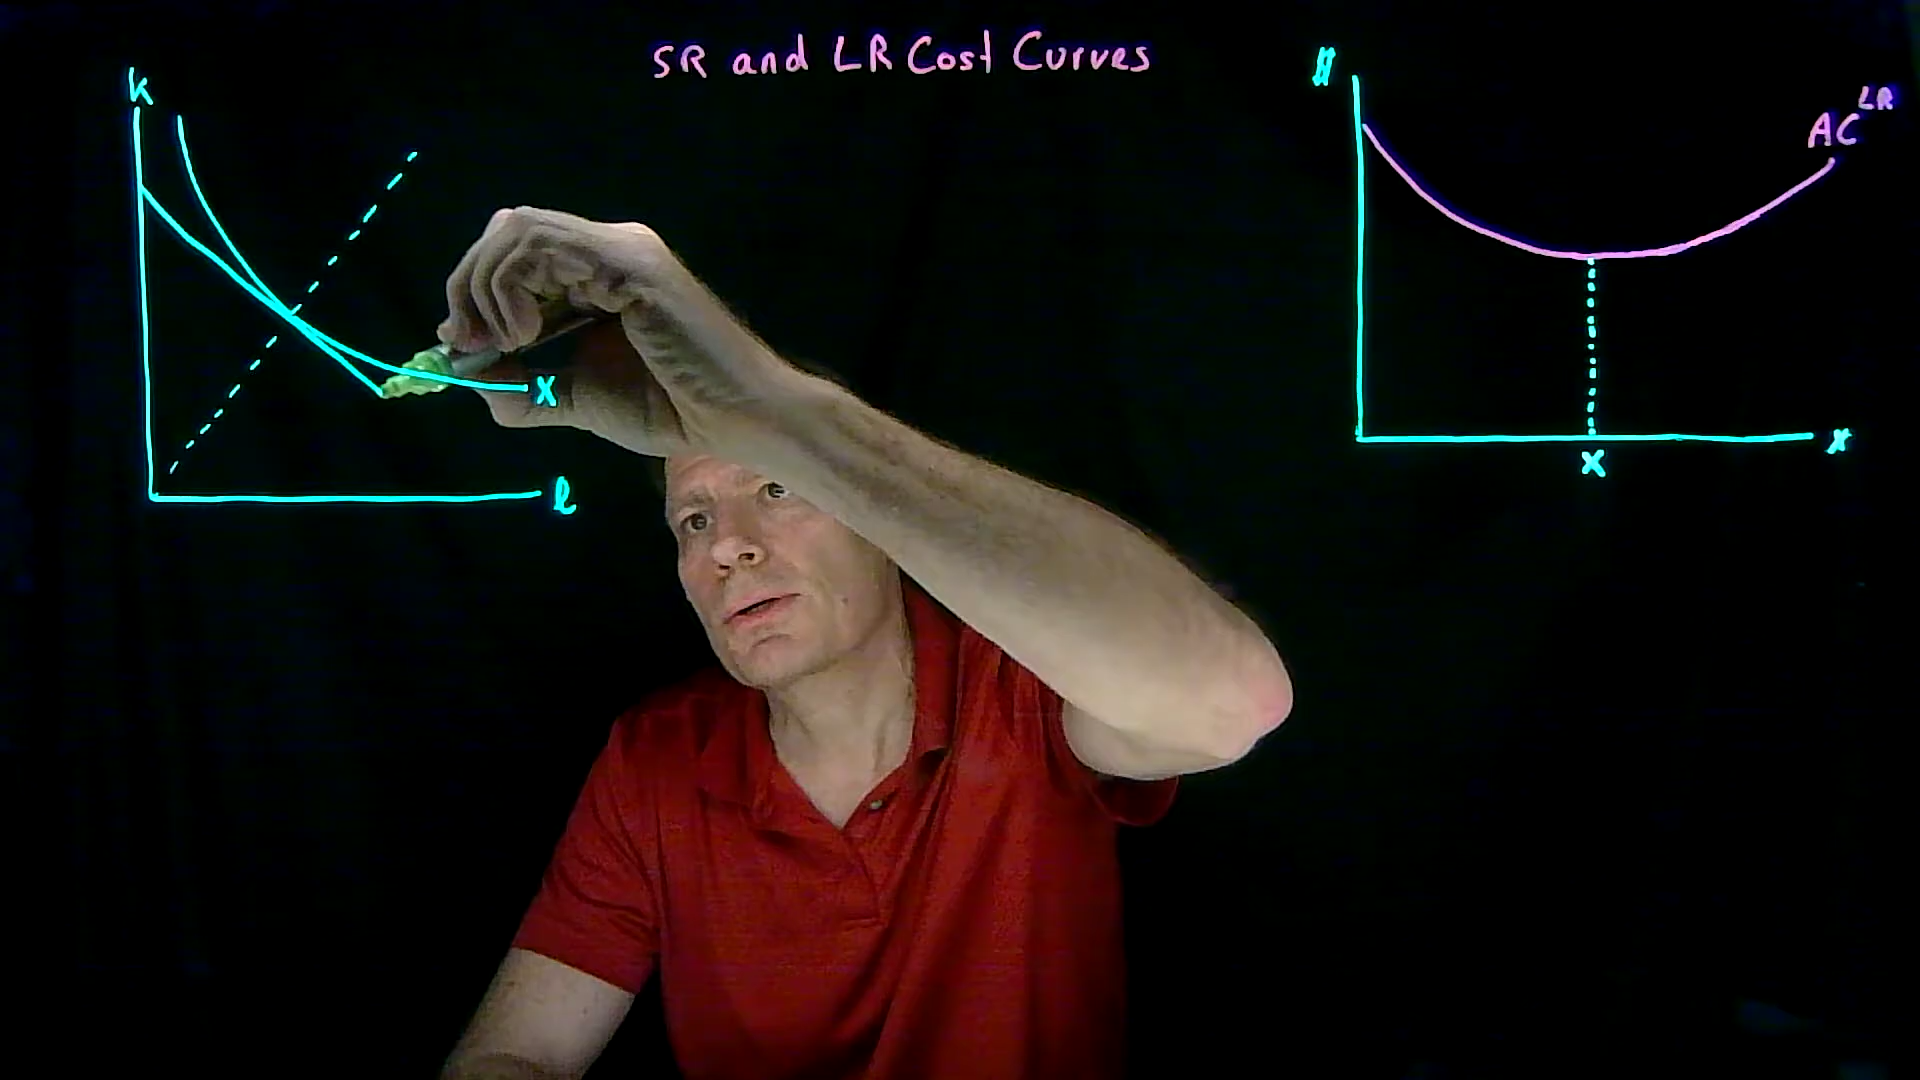 SR and LR Cost Curves
k
x
l
$
AC LR
x
x